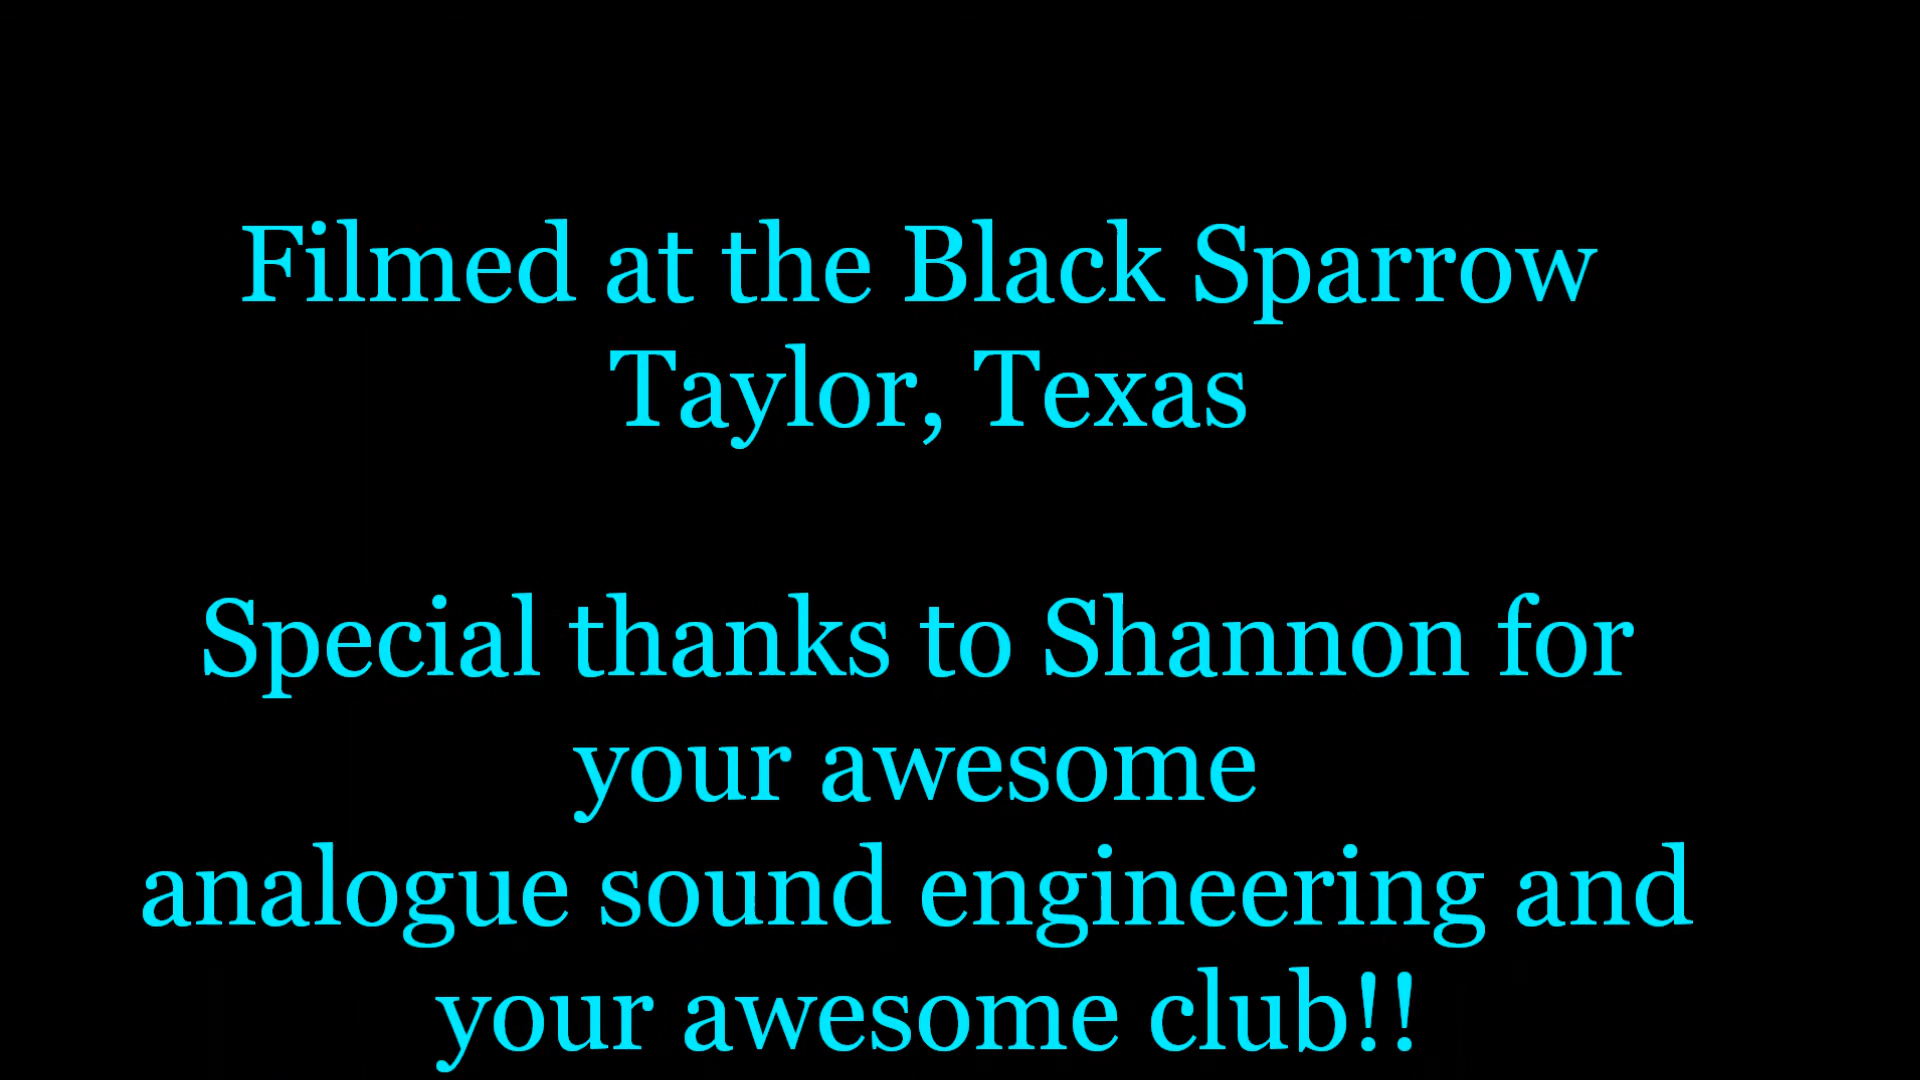 Filmed at the Black Sparrow
Taylor, Texas
Special thanks to Shannon for
your awesome
analogue sound engineering and
your awesome club!!